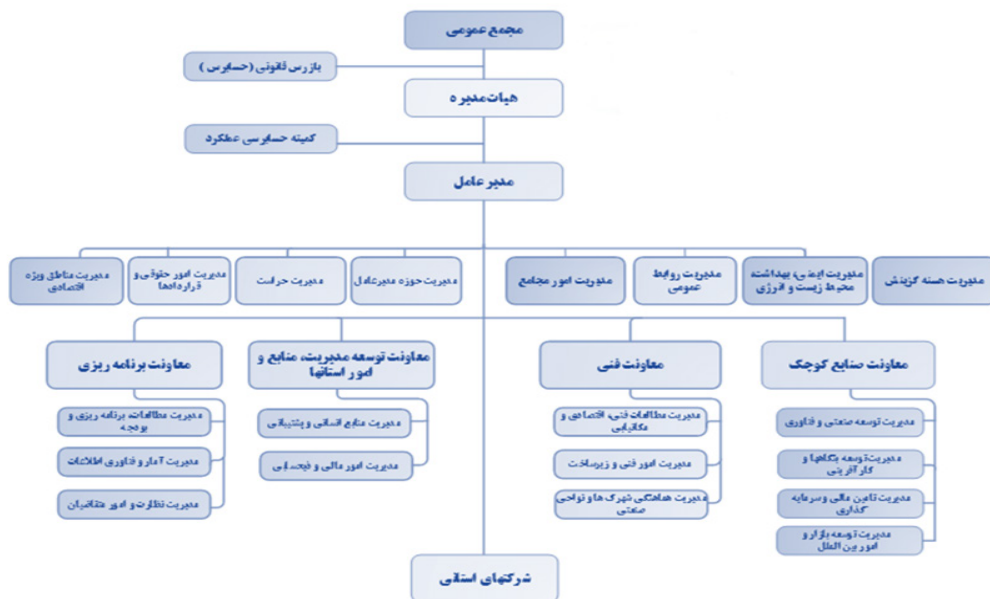 مجمع عمومی
بازرس قانونی (حسابرس)
هیات مدیره
کمیته حسابرسی عملکرد
مدیر عامل
مدیریت هسته گزینش
مدیریت ایمنی، بهداشت،
محیط زیست و انرژی
مدیریت روابط
عمومی
مدیریت امور مجامع
مدیریت حوزه مدیرعامل
مدیریت حراست
مدیریت امور حقوقی و
قراردادها
مدیریت مناطق ویژه
اقتصادی
معاونت صنایع کوچک
مدیریت توسعه صنعتی و فناوری
مدیریت توسعه بنگاهها و
کارآفرینی
مدیریت تامین مالی و سرمایه
گذاری
مدیریت توسعه بازار و
امور بین الملل
معاونت فنی
مدیریت مطالعات فنی، اقتصادی و
مکانیابی
مدیریت امور فنی و زیرساخت
مدیریت هماهنگی شهرک ها و نواحی
صنعتی
معاونت توسعه مدیریت، منابع و
امور استانها
مدیریت منابع انسانی و پشتیبانی
مدیریت امور مالی و ذیحسابی
معاونت برنامه ریزی
مدیریت مطالعات، برنامه ریزی و
بودجه
مدیریت آمار و فناوری اطلاعات
مدیریت نظارت و امور متقاضیان
شرکتهای استانی